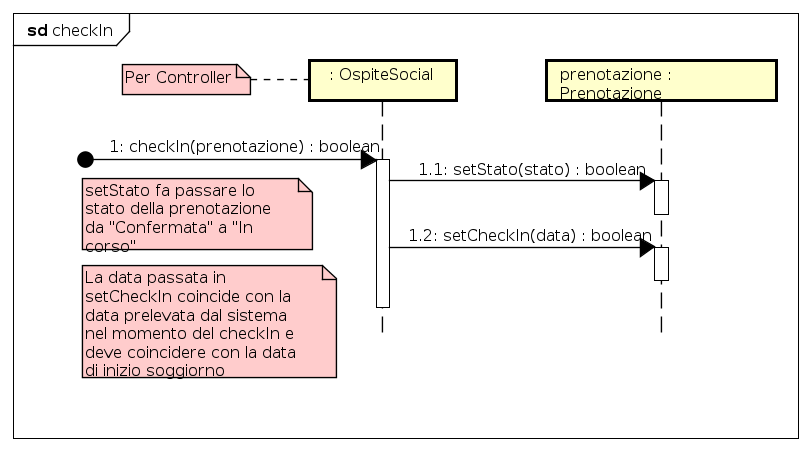 sd checkIn
Per Controller
: OspiteSocial
prenotazione :
Prenotazione
1: checkIn(prenotazione) : boolean
1.1: setStato(stato) : boolean
setStato fa passare lo
stato della prenotazione
da "Confermata" a "In
corso"
1.2: setCheckIn(data) : boolean
La data passata in
setCheckIn coincide con la
data prelevata dal sistema
nel momento del checkIn e
deve coincidere con la data
di inizio soggiorno